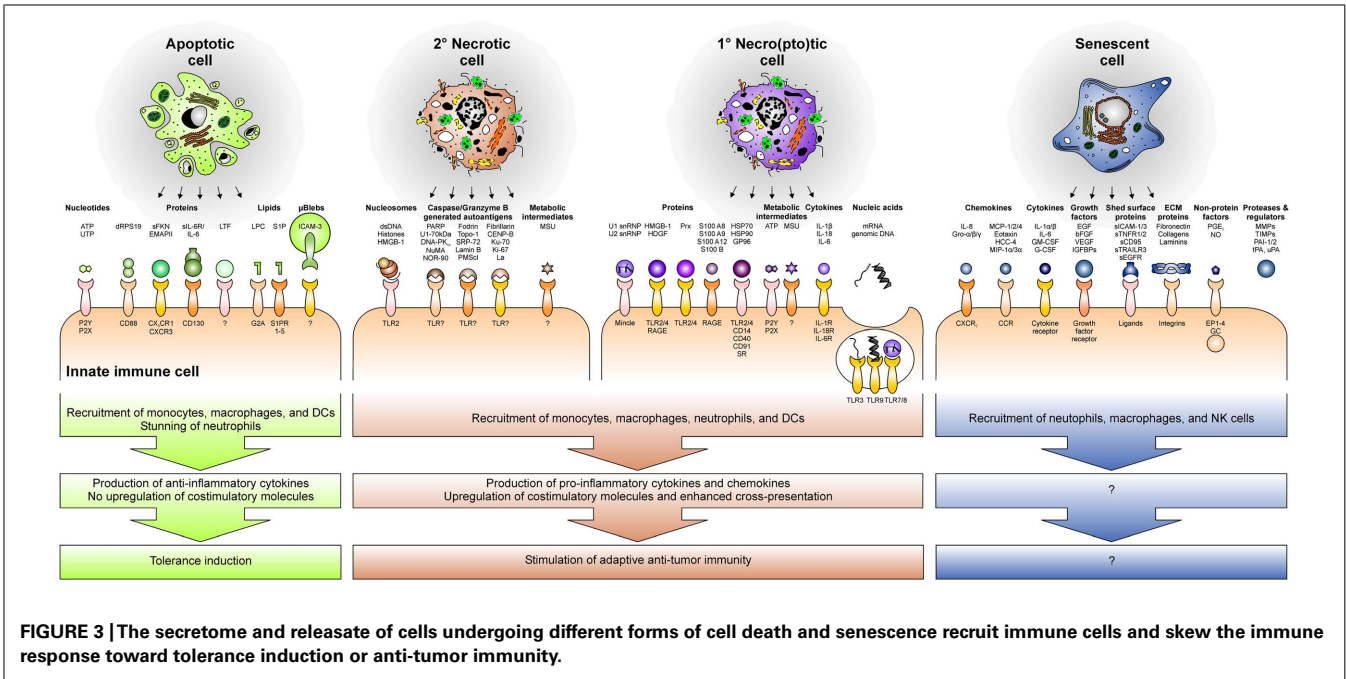 Apoptotic
cell
2° Necrotic
cell
1° Necro(pto)tic
cell
Senescent
cell
Nucleotides
ATP
UTP
dRPS19
Proteins
sFKN
EMAPII
sIL-6R/
IL-6
LTF
Lipids
LPC S1P
µBlebs
ICAM-3
P2Y
P2X
CD88
CX₃CR1
CXCR3
CD130
?
G2A
S1PR
1-5
?
Nucleosomes
dsDNA
Histones
HMGB-1
Caspase/Granzyme B
generated autoantigens
PARP
U1-70kDa
DNA-PKcs
NuMA
NOR-90
Fodrin
Topo-1
SRP-72
Lamin B
PMScl
Fibrillarin
CENP-B
Ku-70
Ki-67
La
Metabolic
intermediates
MSU
TLR2
TLR?
TLR?
TLR?
?
Proteins
U1 snRNP
U2 snRNP
HMGB-1
HDGF
Prx
S100 A8
S100 A9
S100 A12
S100 B
HSP70
HSP90
GP96
Metabolic
intermediates
ATP MSU
Cytokines
IL-1β
IL-18
IL-6
Nucleic acids
mRNA
genomic DNA
Mincle
TLR2/4
RAGE
TLR2/4
RAGE
TLR2/4
CD14
CD40
CD91
SR
P2Y
P2X
?
IL-1R
IL-18R
IL-6R
TLR3 TLR9 TLR7/8
Chemokines
IL-8
Gro-α/β/γ
MCP-1/2/4
Eotaxin
HCC-4
MIP-1α/3α
Cytokines
IL-1α/β
IL-6
GM-CSF
G-CSF
Growth
factors
EGF
bFGF
VEGF
IGFBPs
Shed surface
proteins
sICAM-1/3
sTNFR1/2
sCD95
sTRAILR3
sEGFR
ECM
proteins
Fibronectin
Collagens
Laminins
Non-protein
factors
PGE₂
NO
Proteases &
regulators
MMPs
TIMPs
PAI-1/2
tPA, uPA
CCR
Cytokine
receptor
Growth
factor
receptor
Ligands
Integrins
EP1-4
GC
Innate immune cell
Recruitment of monocytes, macrophages, and DCs
Stunning of neutrophils
Recruitment of monocytes, macrophages, neutrophils, and DCs
Recruitment of neutophils, macrophages, and NK cells
Production of anti-inflammatory cytokines
No upregulation of costimulatory molecules
Production of pro-inflammatory cytokines and chemokines
Upregulation of costimulatory molecules and enhanced cross-presentation
?
Tolerance induction
Stimulation of adaptive anti-tumor immunity
?
FIGURE 3 | The secretome and releasate of cells undergoing different forms of cell death and senescence recruit immune cells and skew the immune
response toward tolerance induction or anti-tumor immunity.